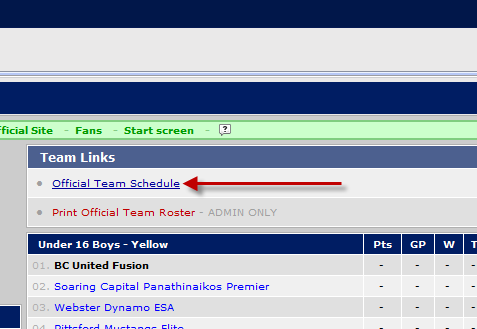 fficial Site - Fans - Start screen - ?
Team Links
Official Team Schedule
Print Official Team Roster - ADMIN ONLY
Under 16 Boys - Yellow Pts GP W T
01. BC United Fusion - - -
02. Soaring Capital Panathinaikos Premier - - -
03. Webster Dynamo ESA - - -
04. Pittsford Mustangs Elite - - -